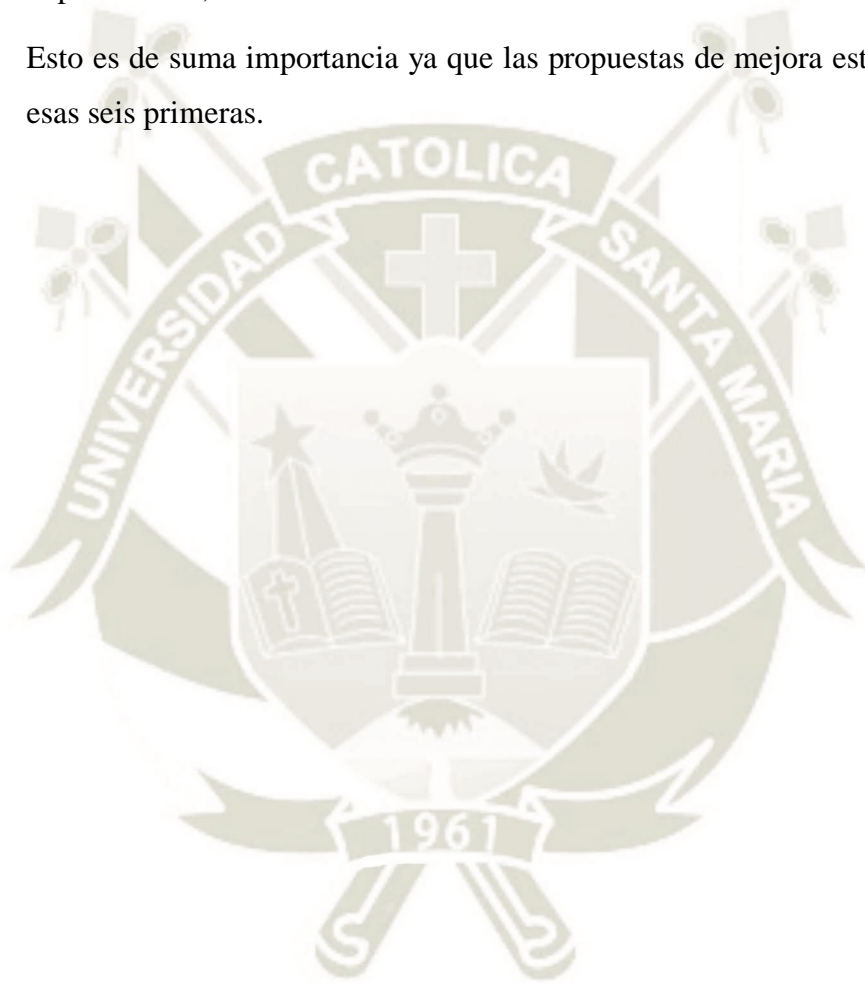 Esto es de suma importancia ya que las propuestas de mejora est
esas seis primeras.
CATOLICA
UNIVERSIDAD
SANTA MARIA
1961